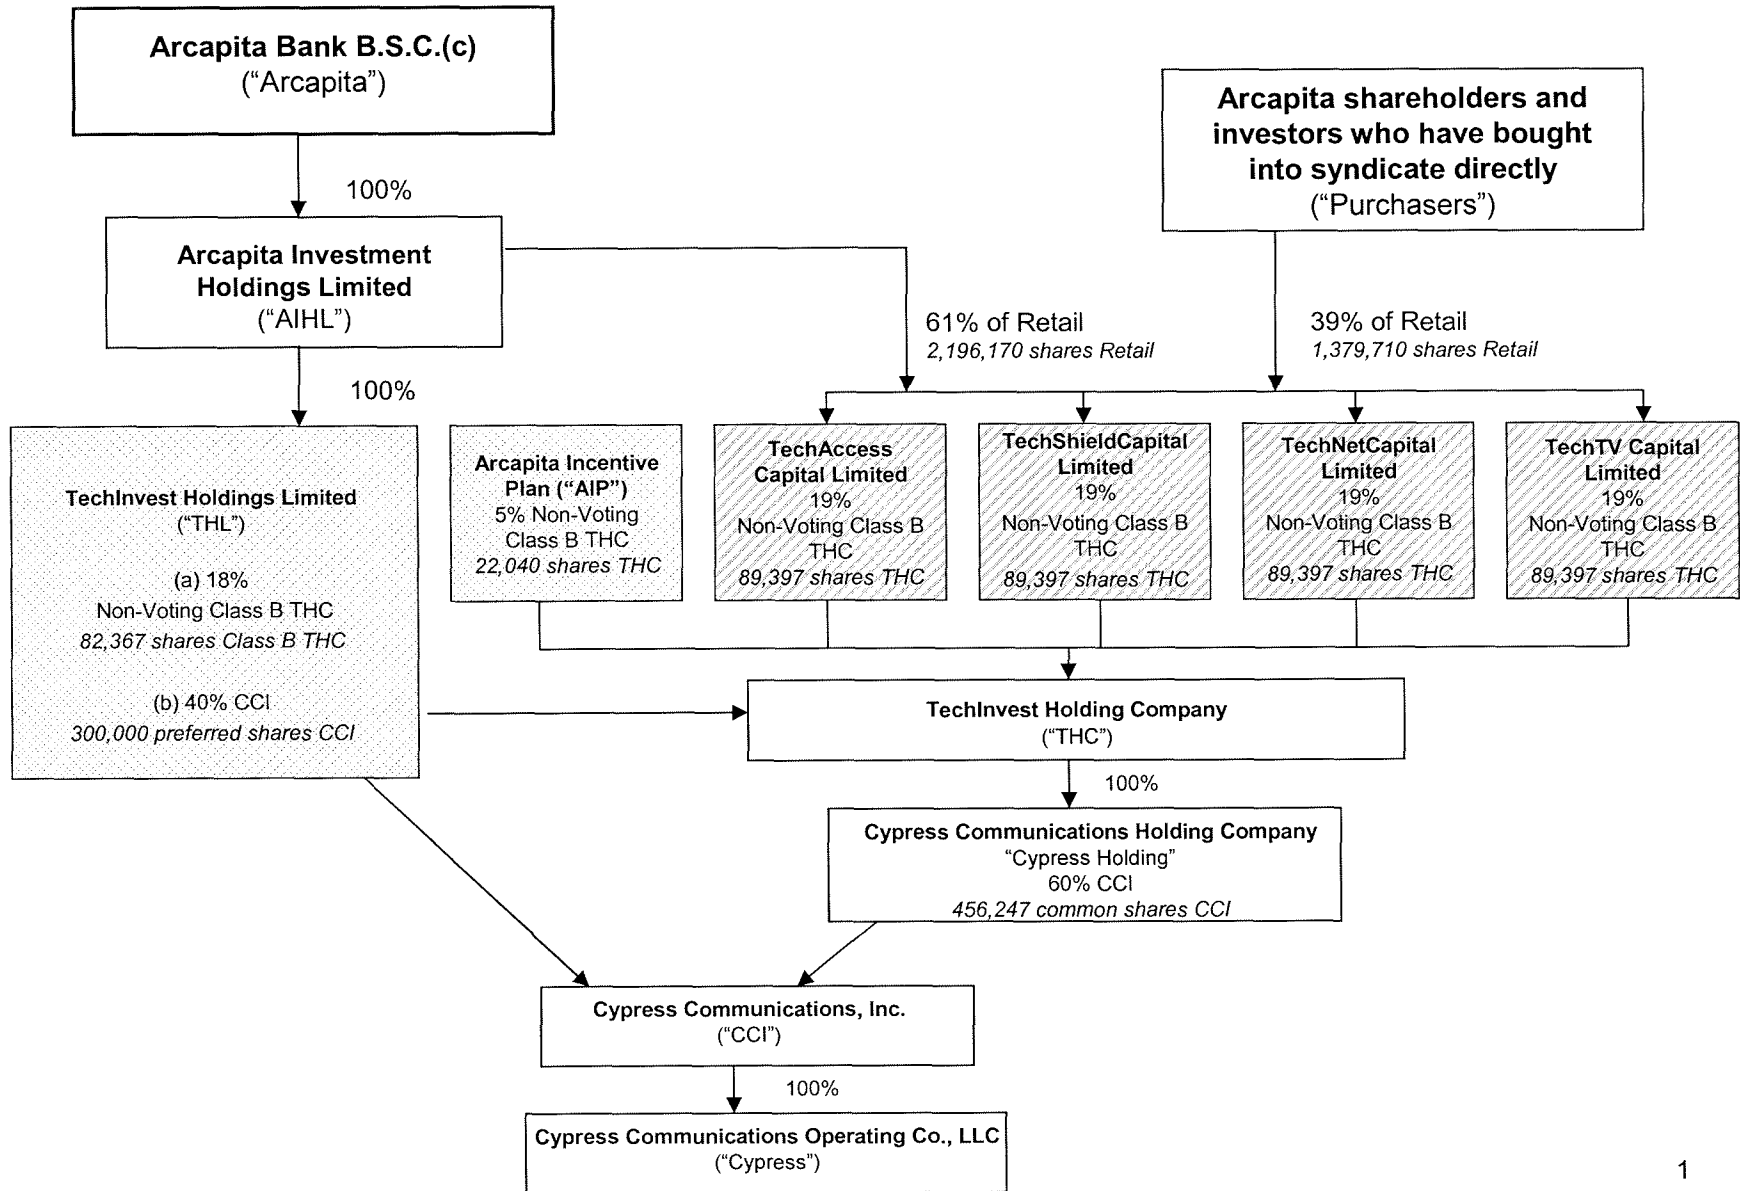 Arcapita Bank B.S.C.(c)
(“Arcapita”)
Arcapita shareholders and
investors who have bought
into syndicate directly
(“Purchasers”)
100%
Arcapita Investment
Holdings Limited
(“AIHL”)
61% of Retail
2,196,170 shares Retail
39% of Retail
1,379,710 shares Retail
100%
TechInvest Holdings Limited
(“THL”)
(a) 18%
Non-Voting Class B THC
82,367 shares Class B THC
(b) 40% CCI
300,000 preferred shares CCI
Arcapita Incentive
Plan (“AIP”)
5% Non-Voting
Class B THC
22,040 shares THC
TechAccess
Capital Limited
19%
Non-Voting Class B
THC
89,397 shares THC
TechShieldCapital
Limited
19%
Non-Voting Class B
THC
89,397 shares THC
TechNetCapital
Limited
19%
Non-Voting Class B
THC
89,397 shares THC
TechTV Capital
Limited
19%
Non-Voting Class B
THC
89,397 shares THC
TechInvest Holding Company
(“THC”)
100%
Cypress Communications Holding Company
“Cypress Holding”
60% CCI
456,247 common shares CCI
Cypress Communications, Inc.
(“CCI”)
100%
Cypress Communications Operating Co., LLC
(“Cypress”)
1